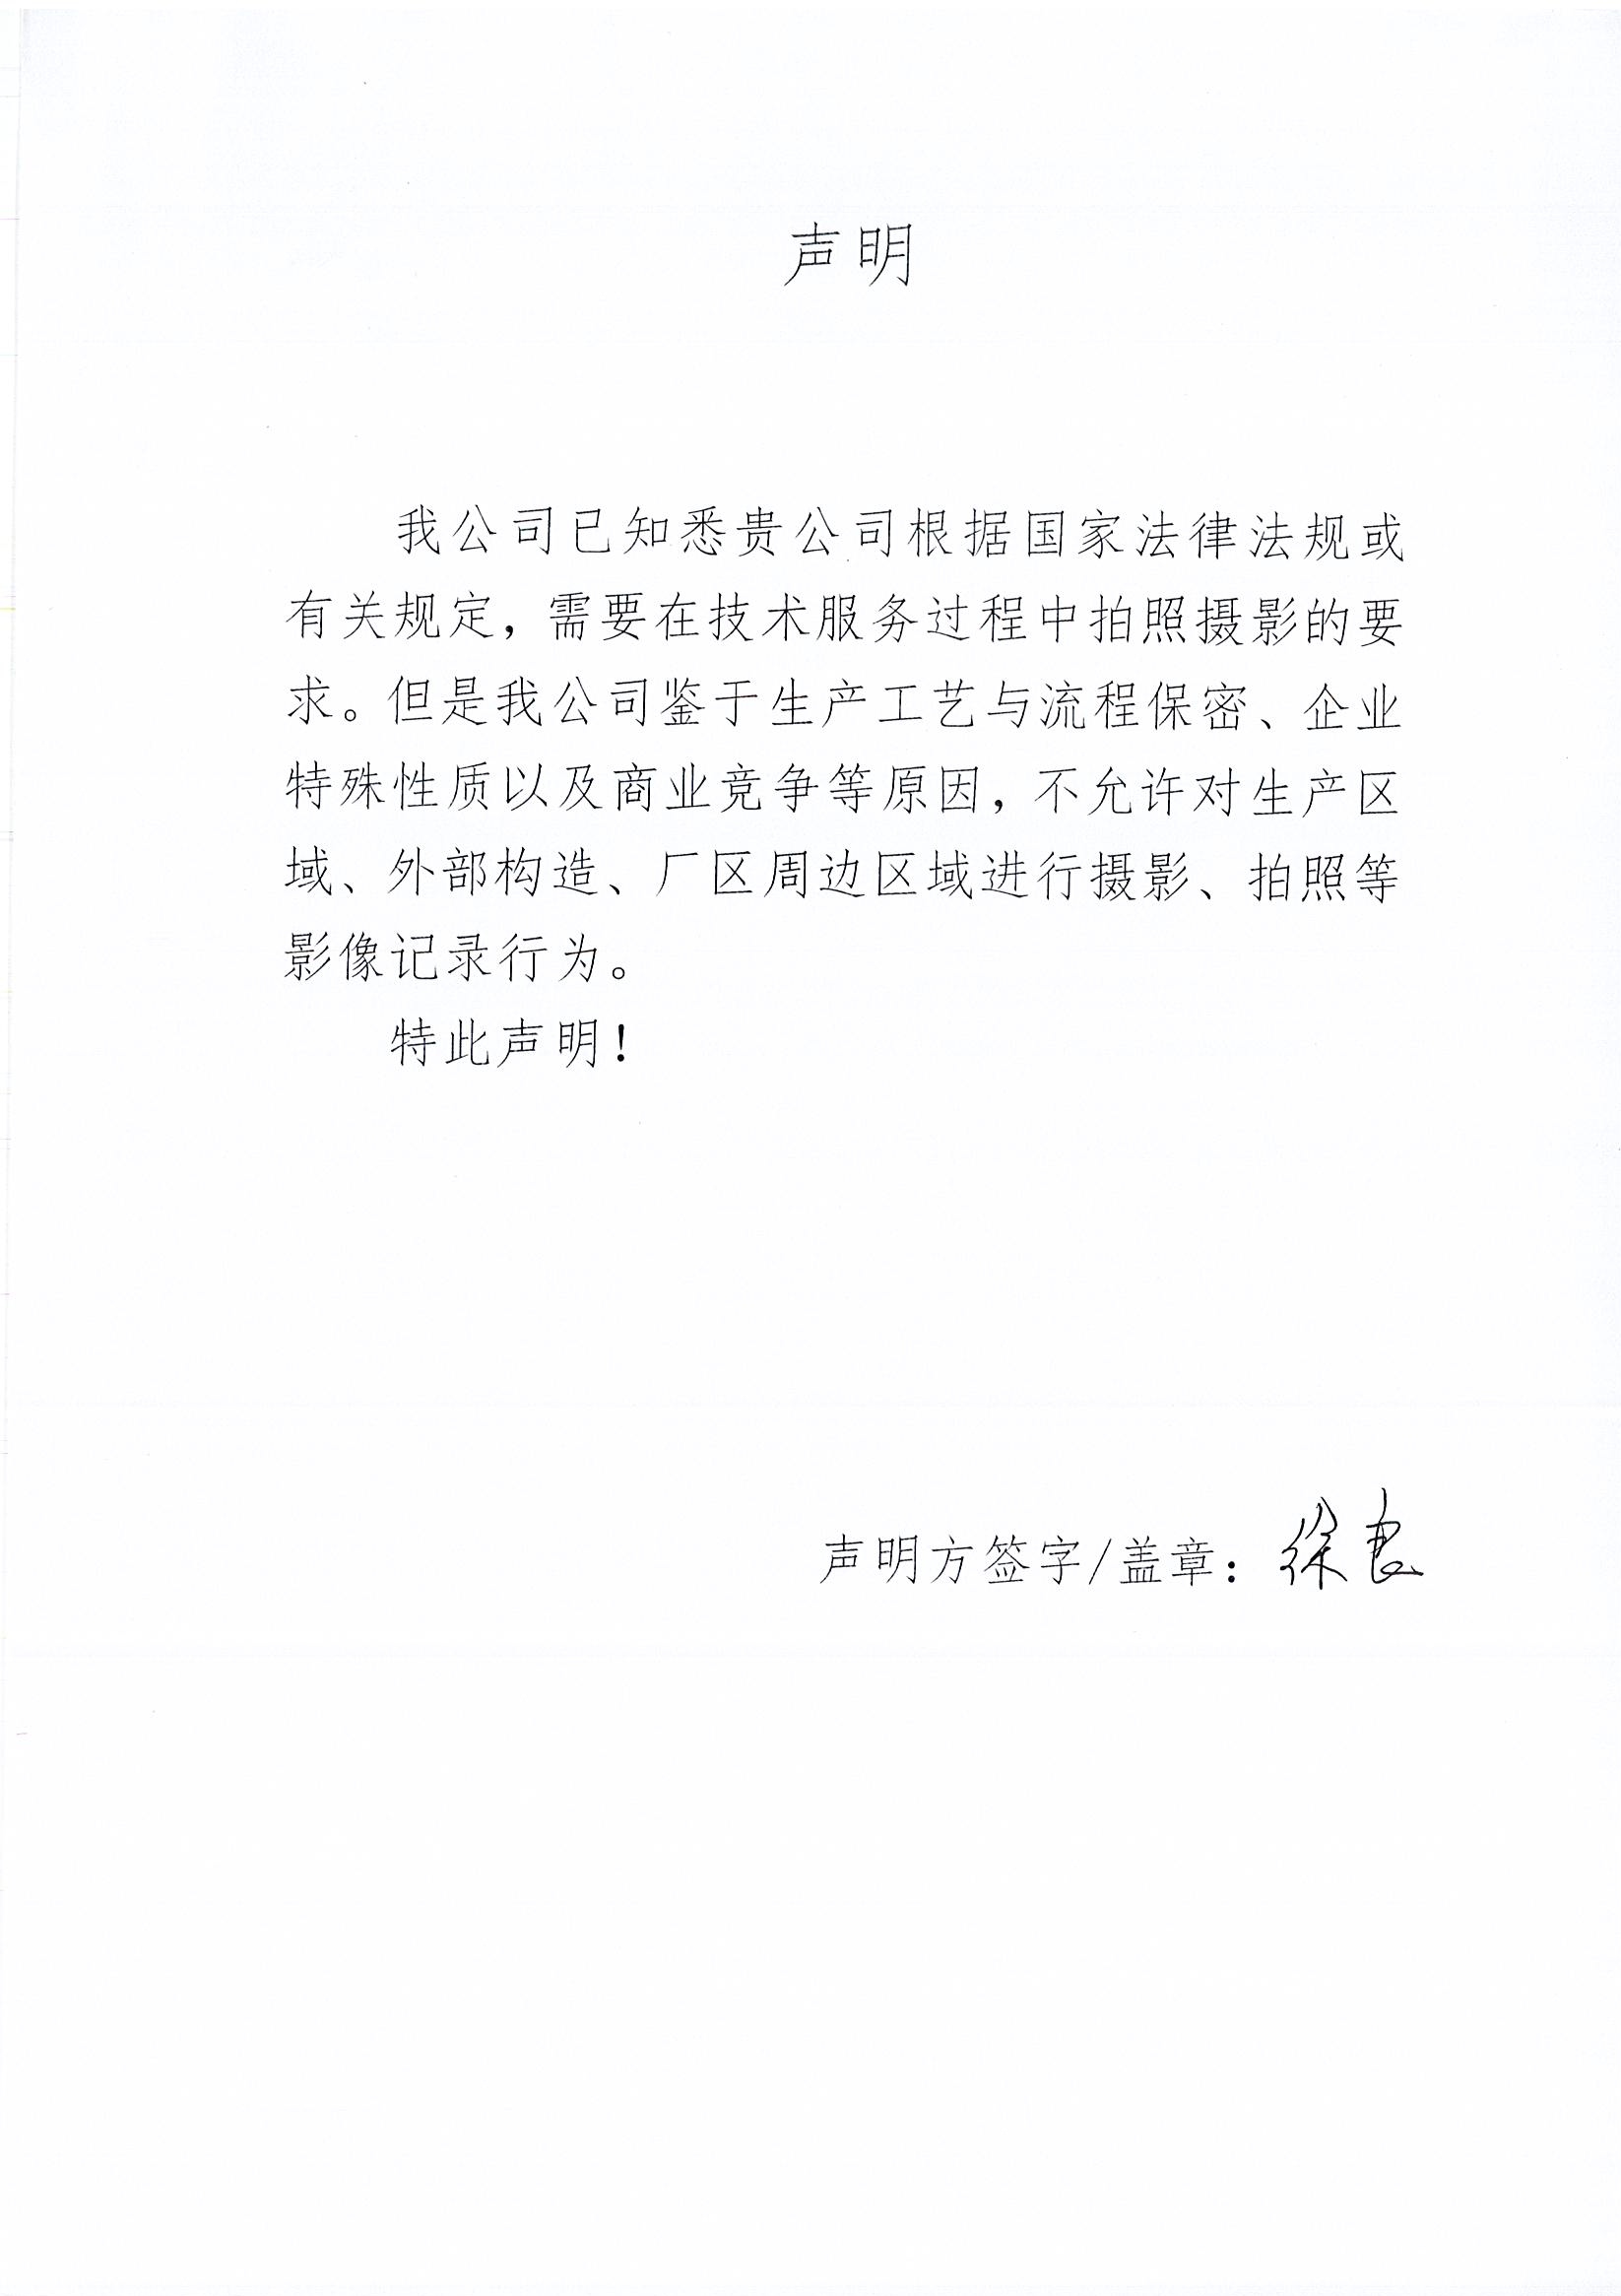 声明
我公司已知悉贵公司根据国家法律法规或
有关规定，需要在技术服务过程中拍照摄影的要
求。但是我公司鉴于生产工艺与流程保密、企业
特殊性质以及商业竞争等原因，不允许对生产区
域、外部构造、厂区周边区域进行摄影、拍照等
影像记录行为。
特此声明！
声明方签字/盖章：徐良